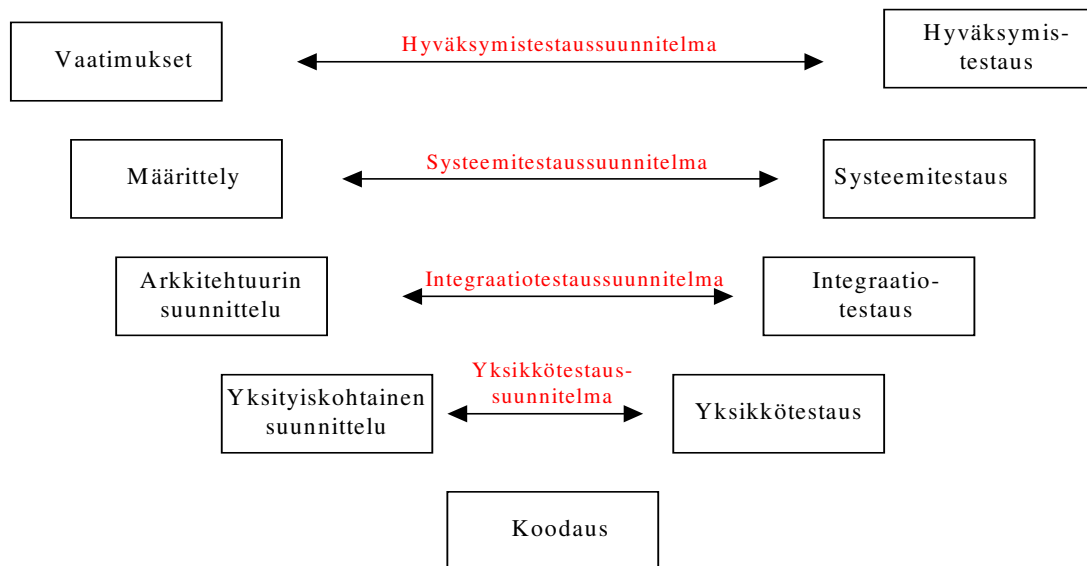 Vaatimukset
Hyväksymistestaussuunnitelma
Hyväksymis-
testaus
Määrittely
Systeemitestaussuunnitelma
Systeemitestaus
Arkkitehtuurin
suunnittelu
Integraatiotestaussuunnitelma
Integraatio-
testaus
Yksityiskohtainen
suunnittelu
Yksikkötestaus-
suunnitelma
Yksikkötestaus
Koodaus